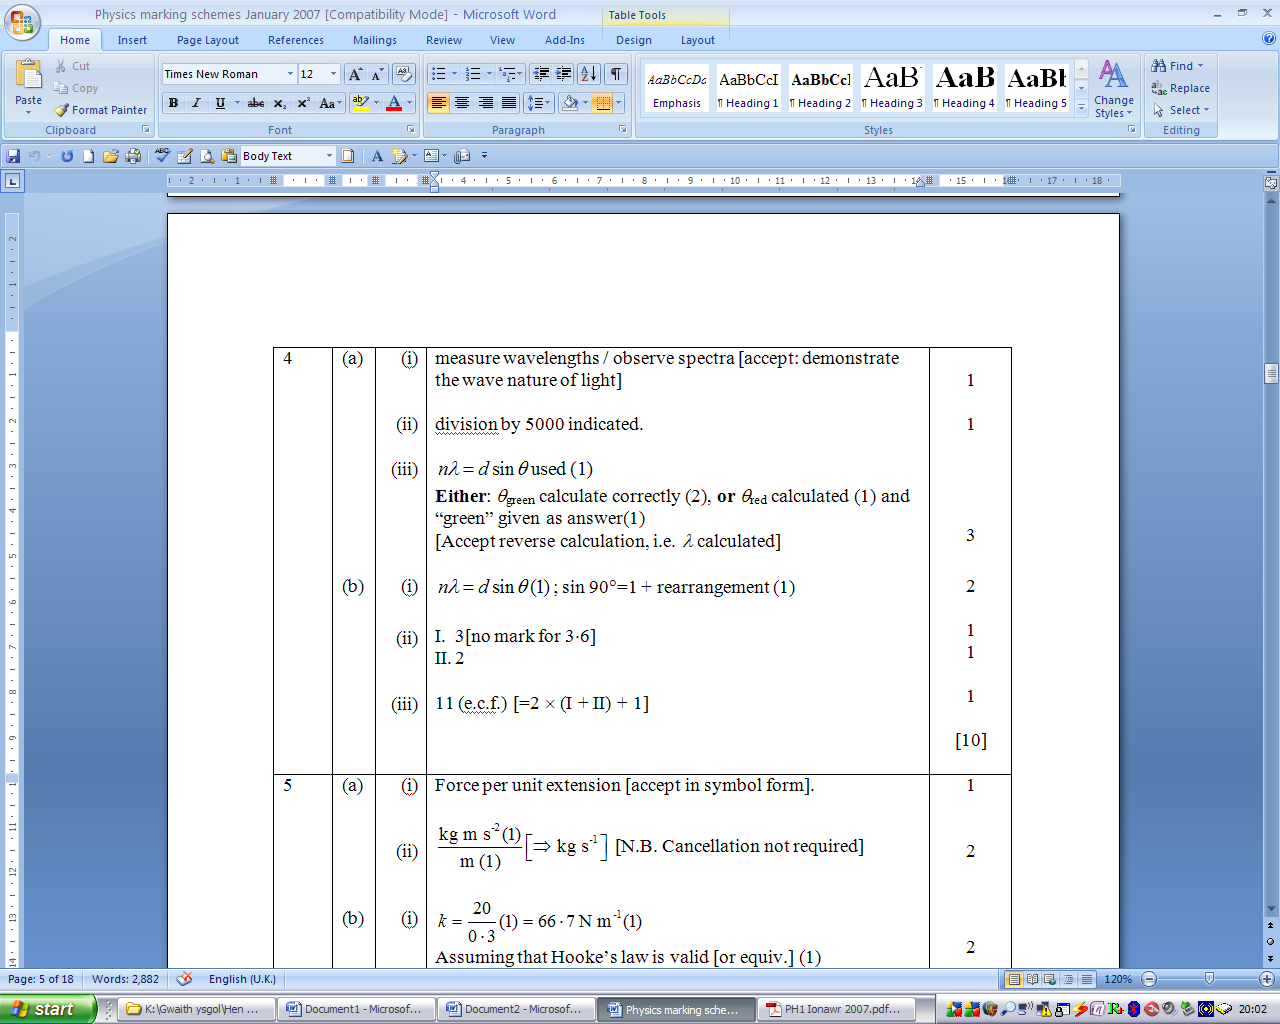 Physics marking schemes January 2007 [Compatibility Mode] - Microsoft Word
Table Tools
Home Insert Page Layout References Mailings Review View Add-Ins Design Layout
Cut
Copy
Format Painter
Paste
Clipboard
Times New Roman 12
Font
Paragraph
AaBbCcDc AaBbCcI AaBbCcI AaB AaB AaBb
Emphasis ¶ Heading 1 ¶ Heading 2 ¶ Heading 3 ¶ Heading 4 ¶ Heading 5
Change Styles
Styles
Find
Replace
Select
Editing
Body Text
4 (a) (i) measure wavelengths / observe spectra [accept: demonstrate
the wave nature of light] 1
(ii) division by 5000 indicated. 1
(iii) nλ = d sin θ used (1)
Either: θgreen calculate correctly (2), or θred calculated (1) and
“green” given as answer(1)
[Accept reverse calculation, i.e. λ calculated] 3
(b) (i) nλ = d sin θ (1) ; sin 90°=1 + rearrangement (1) 2
(ii) I. 3[no mark for 3·6] 1
II. 2 1
(iii) 11 (e.c.f.) [=2 × (I + II) + 1] 1
[10]
5 (a) (i) Force per unit extension [accept in symbol form]. 1
(ii) kg m s⁻²(1) / m (1) [⇒ kg s⁻¹] [N.B. Cancellation not required] 2
(b) (i) k = 20 / 0·3 (1) = 66·7 N m⁻¹(1)
Assuming that Hooke’s law is valid [or equiv.] (1) 2
Page: 5 of 18 Words: 2,882 English (U.K.) 120%
start K:\Gwaith ysgol\Hen ... Document1 - Microsof... Document2 - Microsof... Physics marking sche... PH1 Ionawr 2007.pdf... 20:02